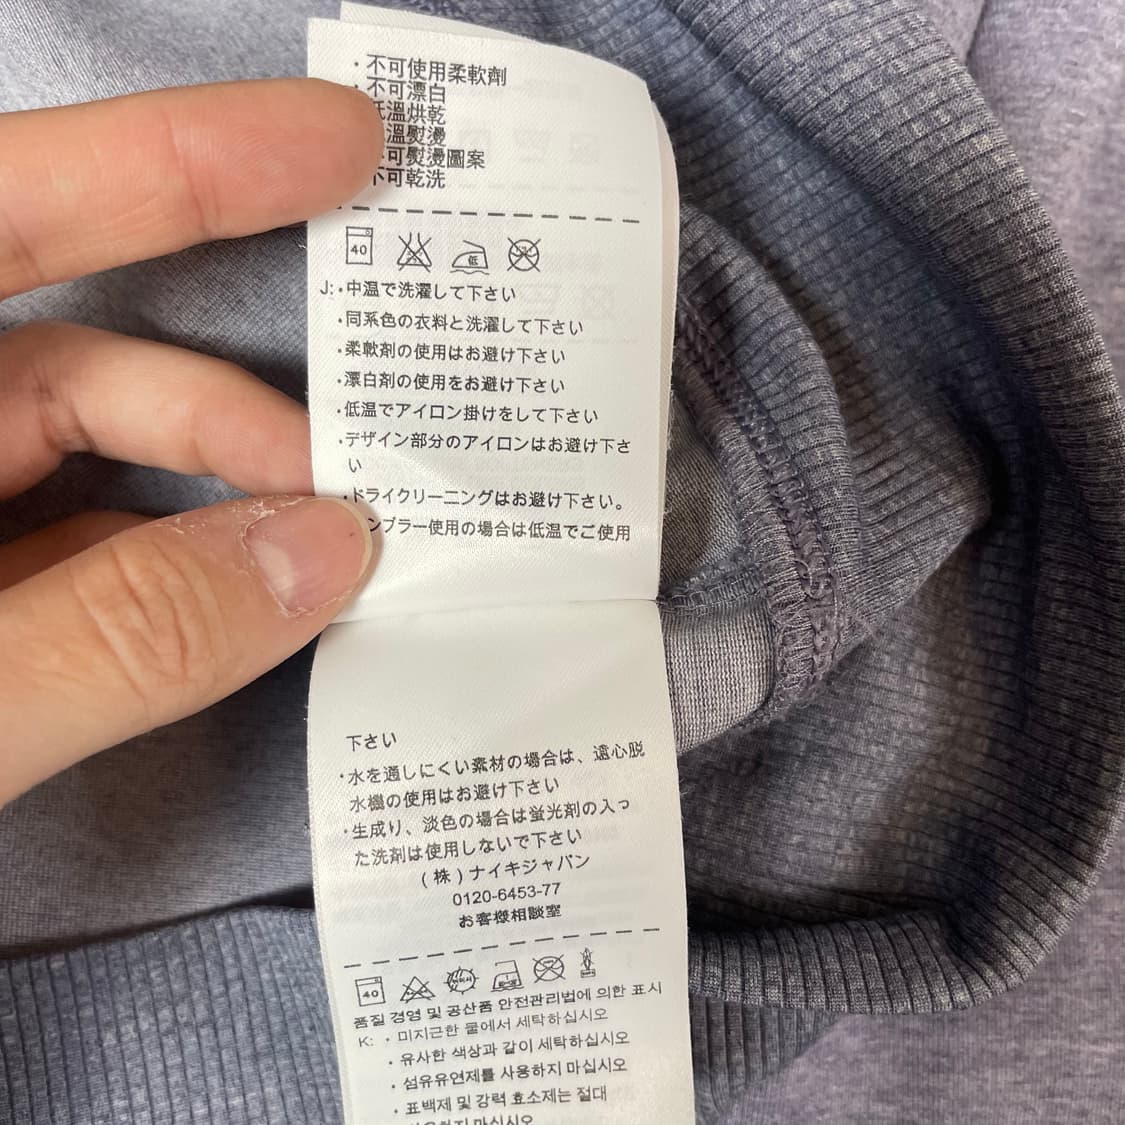 ・不可使用柔軟劑
・不可漂白
低溫烘乾
溫熨燙
不可熨燙圖案
不可乾洗
40
低
J:・中温で洗濯して下さい
・同系色の衣料と洗濯して下さい
・柔軟剤の使用はお避け下さい
・漂白剤の使用をお避け下さい
・低温でアイロン掛けをして下さい
・デザイン部分のアイロンはお避け下さ
い
・ドライクリーニングはお避け下さい。
ンブラー使用の場合は低温でご使用
下さい
・水を通しにくい素材の場合は、遠心脱
水機の使用はお避け下さい
・生成り、淡色の場合は蛍光剤の入っ
た洗剤は使用しないで下さい
(株)ナイキジャパン
0120-6453-77
お客様相談室
40
품질 경영 및 공산품 안전관리법에 의한 표시
K: ・미지근한 물에서 세탁하십시오
・유사한 색상과 같이 세탁하십시오
・섬유유연제를 사용하지 마십시오
・표백제 및 강력 효소제는 절대